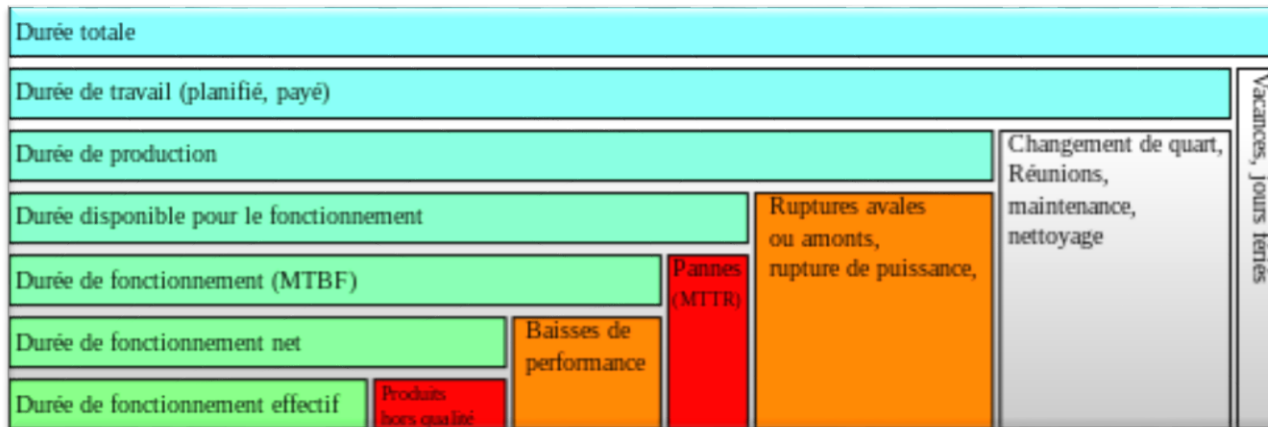 Durée totale
Durée de travail (planifié, payé)
Vacances, jours fériés
Durée de production
Changement de quart,
Réunions,
maintenance,
nettoyage
Durée disponible pour le fonctionnement
Ruptures avales
ou amonts,
rupture de puissance,
Durée de fonctionnement (MTBF)
Pannes
(MTTR)
Durée de fonctionnement net
Baisses de
performance
Durée de fonctionnement effectif
Produits
hors qualité